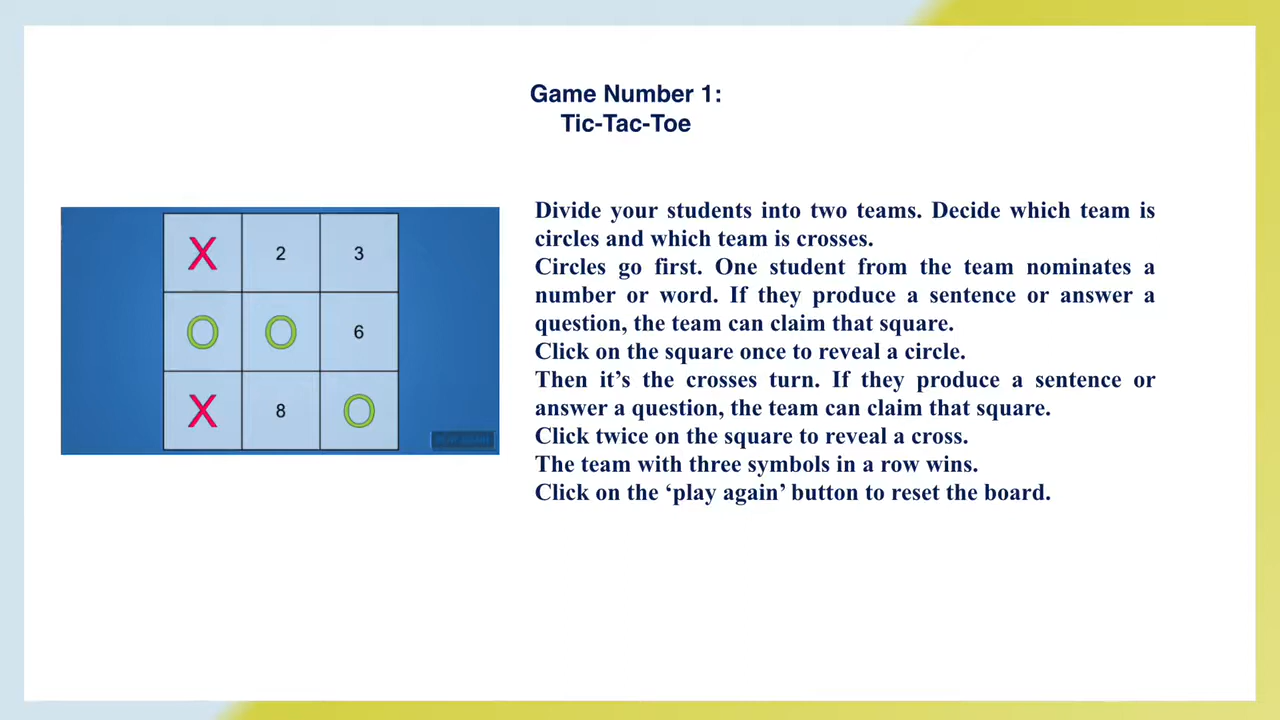 Game Number 1:
Tic-Tac-Toe
X 2 3
O O 6
X 8 O
Divide your students into two teams. Decide which team is
circles and which team is crosses.
Circles go first. One student from the team nominates a
number or word. If they produce a sentence or answer a
question, the team can claim that square.
Click on the square once to reveal a circle.
Then it’s the crosses turn. If they produce a sentence or
answer a question, the team can claim that square.
Click twice on the square to reveal a cross.
The team with three symbols in a row wins.
Click on the ‘play again’ button to reset the board.